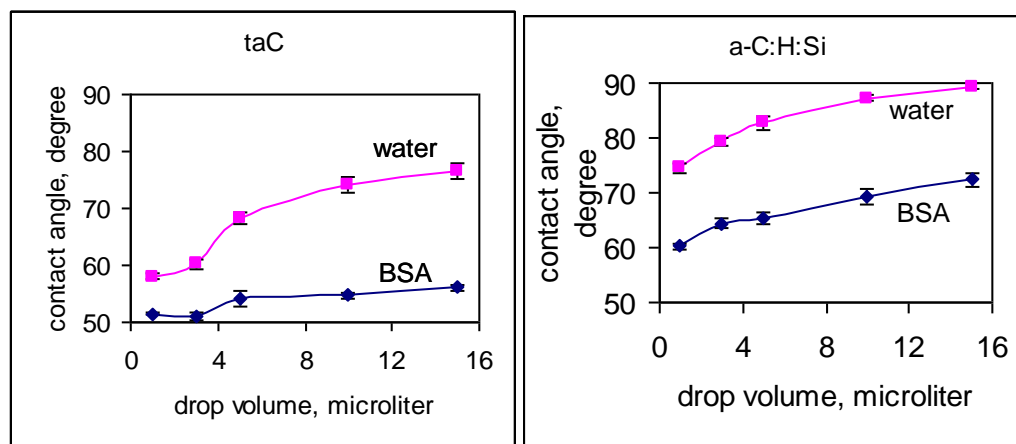 taC
contact angle, degree
90
80
70
60
50
water
BSA
0 4 8 12 16
drop volume, microliter
a-C:H:Si
contact angle,
degree
90
80
70
60
50
water
BSA
0 4 8 12 16
drop volume, microliter